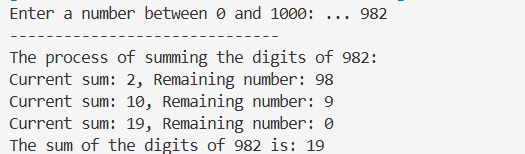 Enter a number between 0 and 1000: ... 982
------------------------------
The process of summing the digits of 982:
Current sum: 2, Remaining number: 98
Current sum: 10, Remaining number: 9
Current sum: 19, Remaining number: 0
The sum of the digits of 982 is: 19